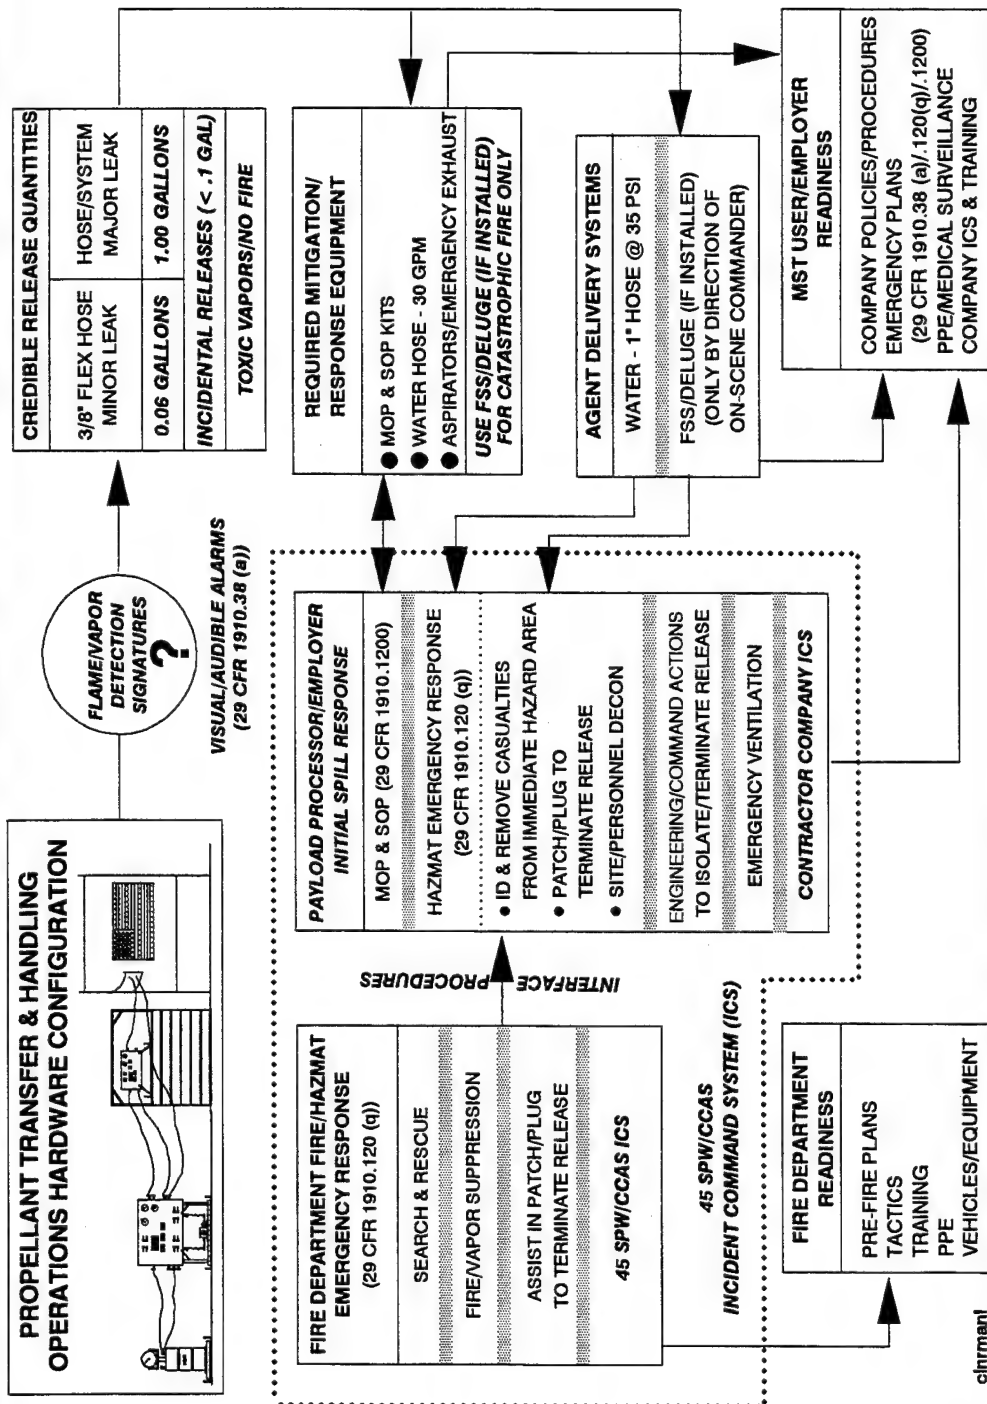 PROPELLANT TRANSFER & HANDLING
OPERATIONS HARDWARE CONFIGURATION
FLAME/VAPOR
DETECTION
SIGNATURES
?
VISUAL/AUDIBLE ALARMS
(29 CFR 1910.38 (a))
CREDIBLE RELEASE QUANTITIES
3/8" FLEX HOSE
MINOR LEAK
HOSE/SYSTEM
MAJOR LEAK
0.06 GALLONS
1.00 GALLONS
INCIDENTAL RELEASES (< .1 GAL)
TOXIC VAPORS/NO FIRE
FIRE DEPARTMENT FIRE/HAZMAT
EMERGENCY RESPONSE
(29 CFR 1910.120 (q))
SEARCH & RESCUE
FIRE/VAPOR SUPPRESSION
ASSIST IN PATCH/PLUG
TO TERMINATE RELEASE
45 SPW/CCAS ICS
INTERFACE PROCEDURES
PAYLOAD PROCESSOR/EMPLOYER
INITIAL SPILL RESPONSE
MOP & SOP (29 CFR 1910.1200)
HAZMAT EMERGENCY RESPONSE
(29 CFR 1910.120 (q))
● ID & REMOVE CASUALTIES
FROM IMMEDIATE HAZARD AREA
● PATCH/PLUG TO
TERMINATE RELEASE
● SITE/PERSONNEL DECON
ENGINEERING/COMMAND ACTIONS
TO ISOLATE/TERMINATE RELEASE
EMERGENCY VENTILATION
CONTRACTOR COMPANY ICS
45 SPW/CCAS
INCIDENT COMMAND SYSTEM (ICS)
REQUIRED MITIGATION/
RESPONSE EQUIPMENT
● MOP & SOP KITS
● WATER HOSE - 30 GPM
● ASPIRATORS/EMERGENCY EXHAUST
USE FSS/DELUGE (IF INSTALLED)
FOR CATASTROPHIC FIRE ONLY
AGENT DELIVERY SYSTEMS
WATER - 1" HOSE @ 35 P/SI
FSS/DELUGE (IF INSTALLED)
(ONLY BY DIRECTION OF
ON-SCENE COMMANDER)
FIRE DEPARTMENT
READINESS
PRE-FIRE PLANS
TACTICS
TRAINING
PPE
VEHICLES/EQUIPMENT
MST USER/EMPLOYER
READINESS
COMPANY POLICIES/PROCEDURES
EMERGENCY PLANS
(29 CFR 1910.38 (a)/.120(q)/.1200)
PPE/MEDICAL SURVEILLANCE
COMPANY ICS & TRAINING